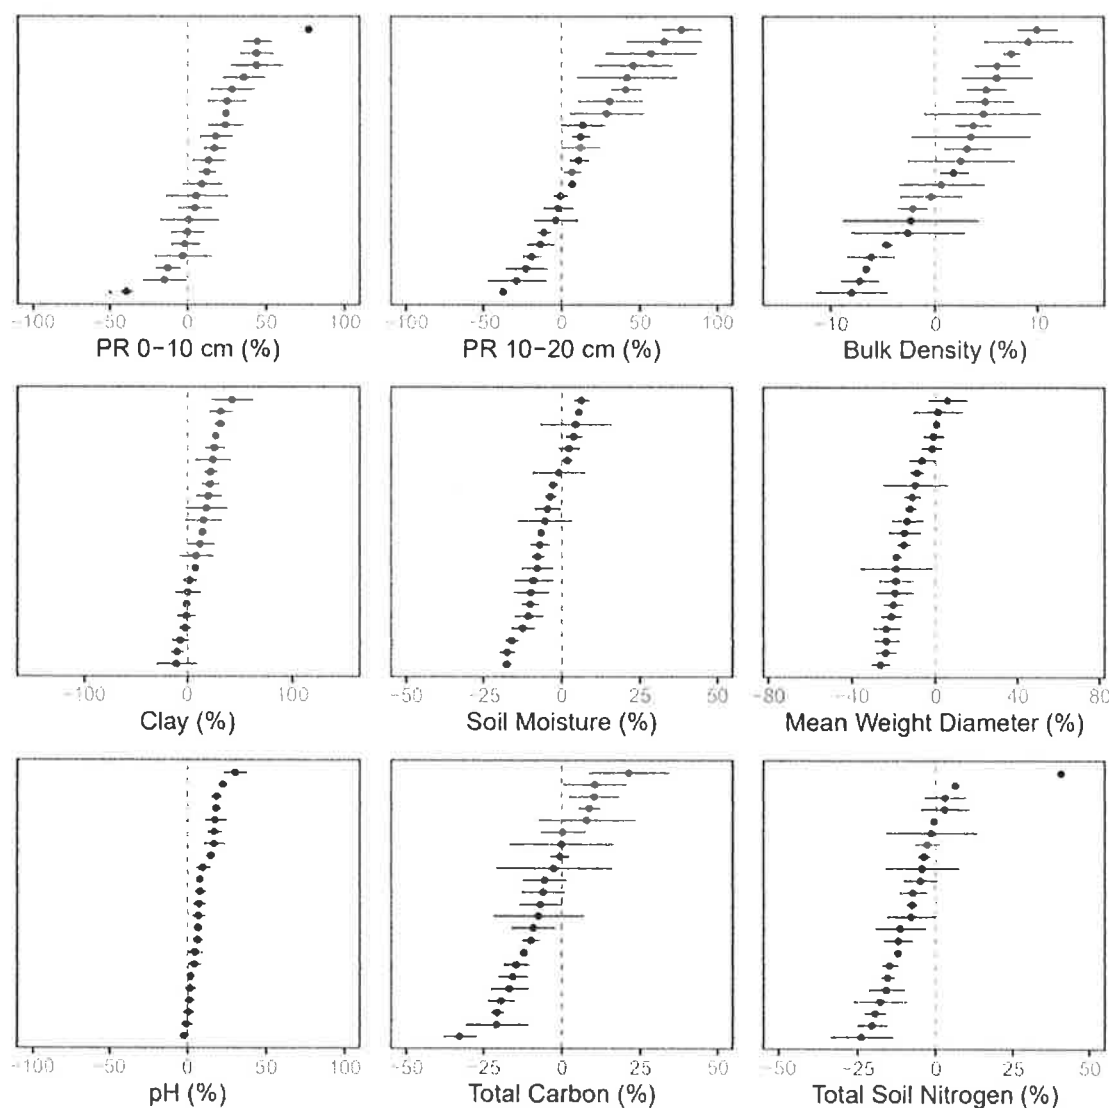 −100 −50 0 50 100
−100 −50 0 50 100
−10 0 10
PR 0−10 cm (%)
PR 10−20 cm (%)
Bulk Density (%)
−100 0 100
−50 −25 0 25 50
−80 −40 0 40 80
Clay (%)
Soil Moisture (%)
Mean Weight Diameter (%)
−100 −50 0 50 100
−50 −25 0 25 50
−50 −25 0 25 50
pH (%)
Total Carbon (%)
Total Soil Nitrogen (%)